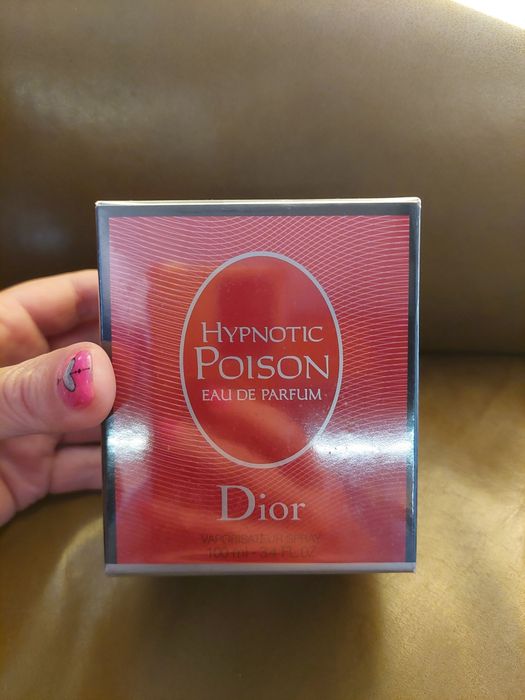 HYPNOTIC
POISON
EAU DE PARFUM
Dior
VAPORISATEUR SPRAY
100 ml - 3.4 FL.OZ